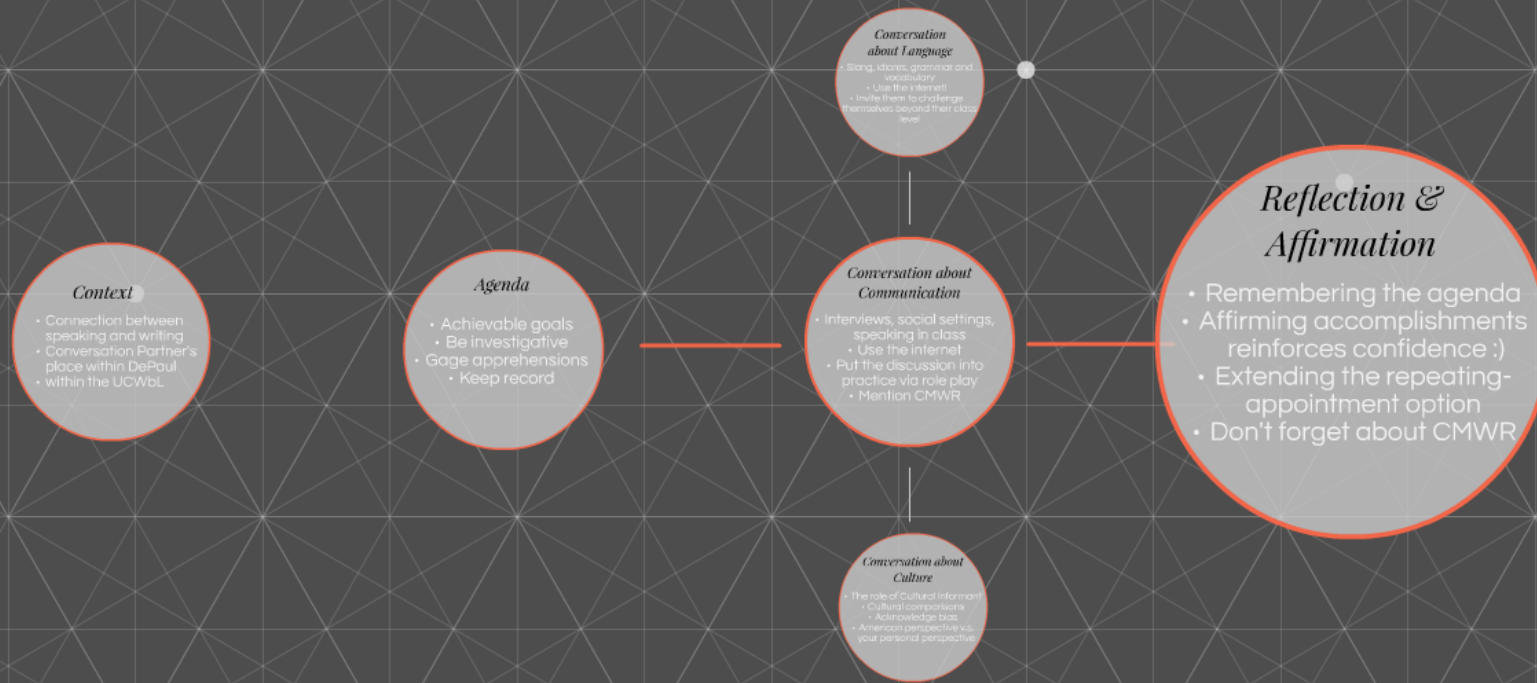 Context
• Connection between
speaking and writing
• Conversation Partner's
place within DePaul
• within the UCWbL
Agenda
• Achievable goals
• Be investigative
• Gage apprehensions
• Keep record
Conversation
about Language
• Slang, idioms, grammar and
vocabulary
• Use the internet!
• Invite them to challenge
themselves beyond their class
level
Conversation about
Communication
• Interviews, social settings,
speaking in class
• Use the internet
• Put the discussion into
practice via role play
• Mention CMWR
Conversation about
Culture
• The role of Cultural Informant
• Cultural comparisons
• Acknowledge bias
• American perspective v.s.
your personal perspective
Reflection &
Affirmation
• Remembering the agenda
• Affirming accomplishments
reinforces confidence :)
• Extending the repeating-
appointment option
• Don't forget about CMWR